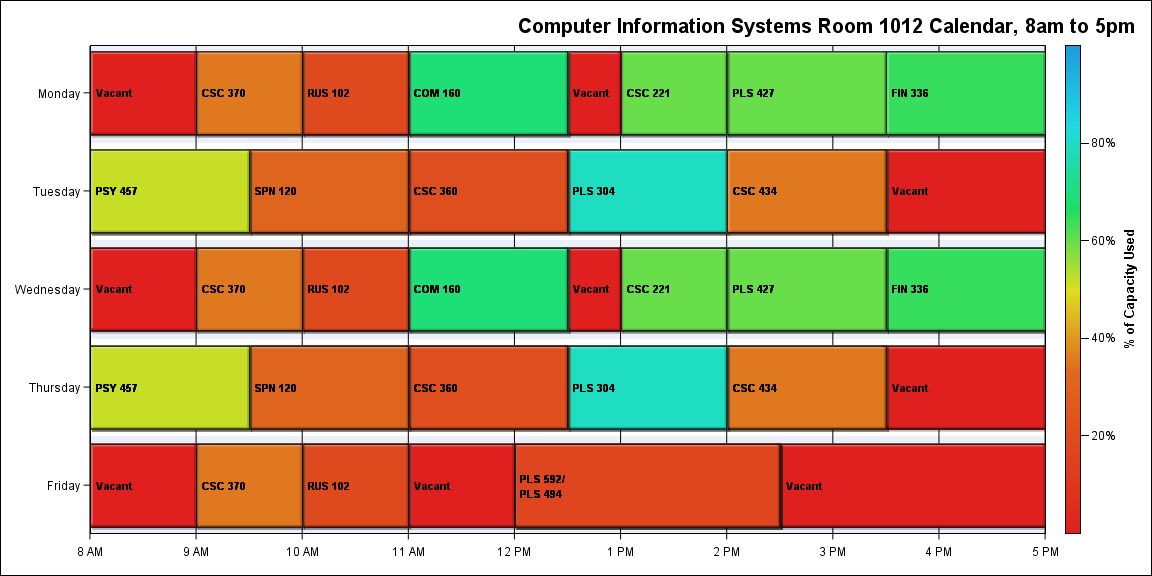 Computer Information Systems Room 1012 Calendar, 8am to 5pm
Monday
Vacant
CSC 370
RUS 102
COM 160
Vacant
CSC 221
PLS 427
FIN 336
Tuesday
PSY 457
SPN 120
CSC 360
PLS 304
CSC 434
Vacant
Wednesday
Vacant
CSC 370
RUS 102
COM 160
Vacant
CSC 221
PLS 427
FIN 336
Thursday
PSY 457
SPN 120
CSC 360
PLS 304
CSC 434
Vacant
Friday
Vacant
CSC 370
RUS 102
Vacant
PLS 592/
PLS 494
Vacant
8 AM
9 AM
10 AM
11 AM
12 PM
1 PM
2 PM
3 PM
4 PM
5 PM
80%
60%
40%
20%
% of Capacity Used